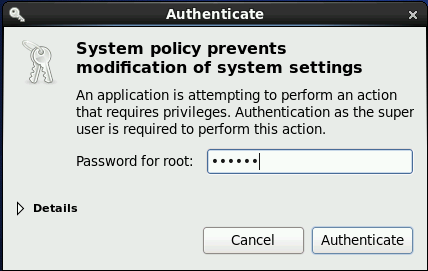 Authenticate
System policy prevents
modification of system settings
An application is attempting to perform an action
that requires privileges. Authentication as the super
user is required to perform this action.
Password for root: ••••••
Details
Cancel Authenticate